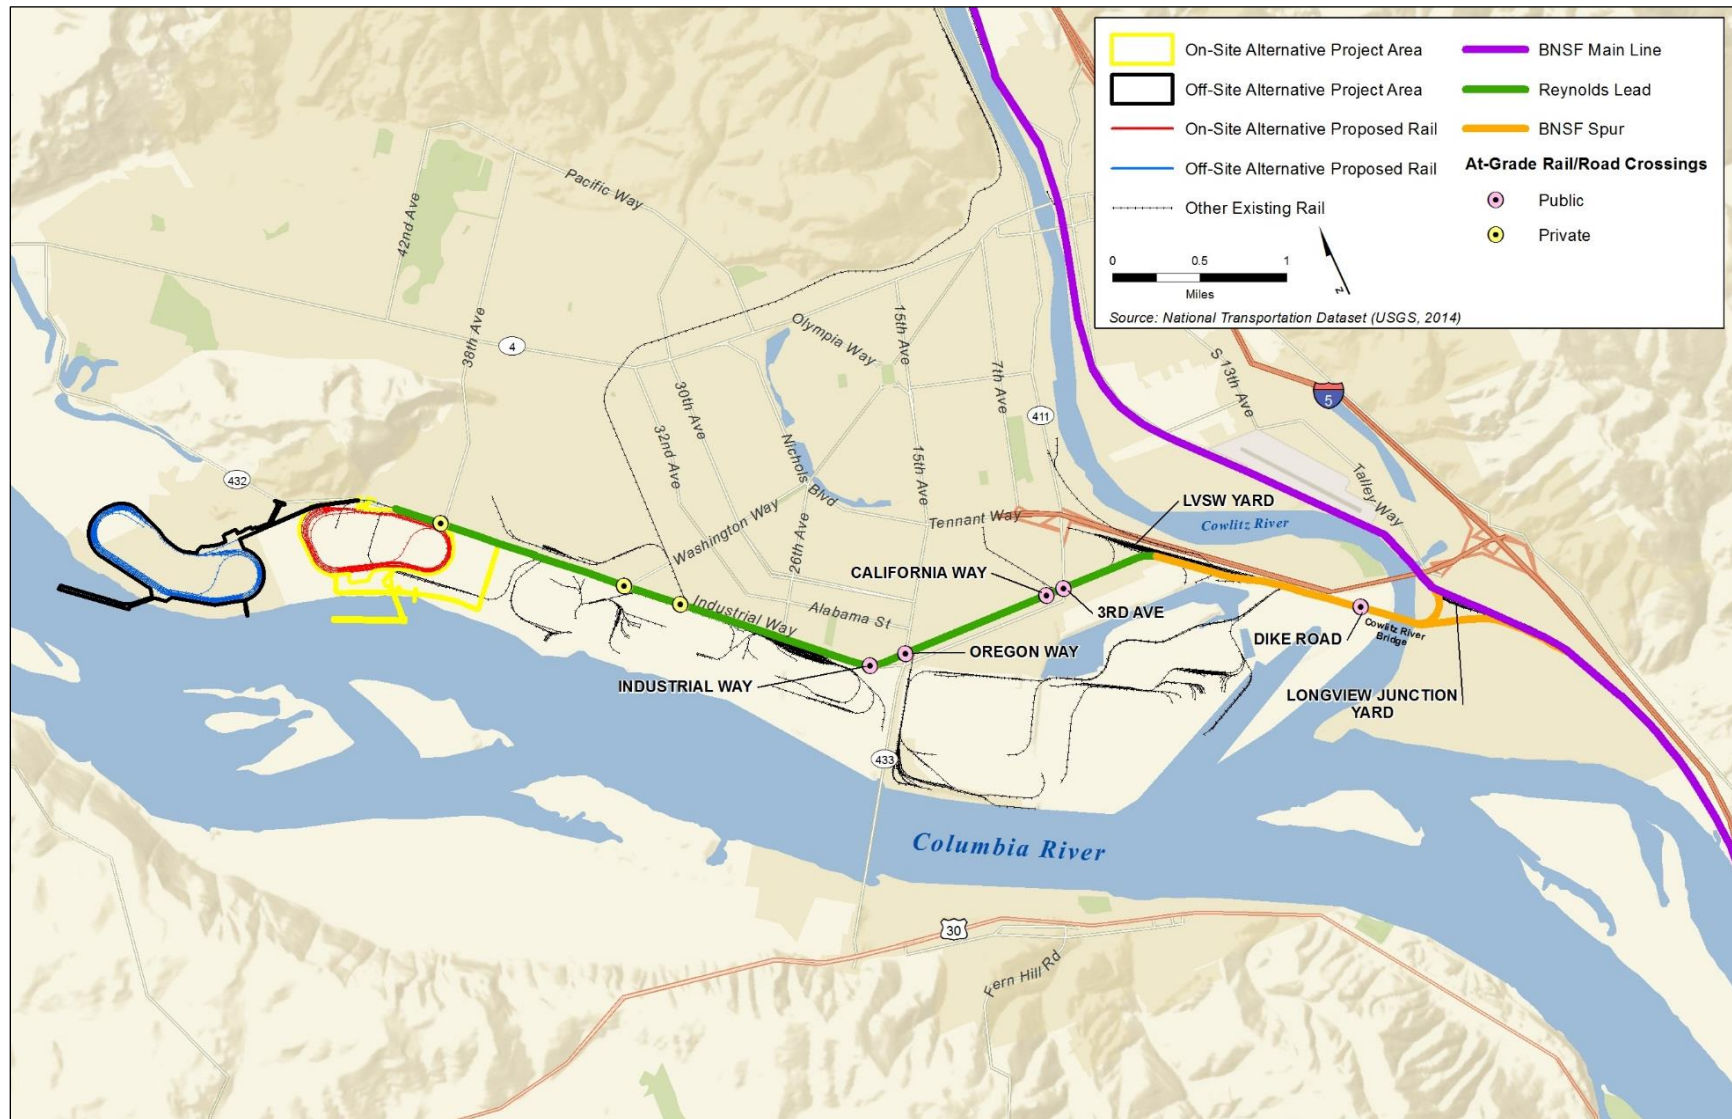 On-Site Alternative Project Area
Off-Site Alternative Project Area
On-Site Alternative Proposed Rail
Off-Site Alternative Proposed Rail
Other Existing Rail
BNSF Main Line
Reynolds Lead
BNSF Spur
At-Grade Rail/Road Crossings
Public
Private
0 0.5 1
Miles
N
Source: National Transportation Dataset (USGS, 2014)
Pacific Way
42nd Ave
38th Ave
4
Olympia Way
15th Ave
7th Ave
411
S 13th Ave
5
30th Ave
32nd Ave
Nichols Blvd
15th Ave
Talley Way
432
Washington Way
26th Ave
Tennant Way
LVSW YARD
Cowlitz River
CALIFORNIA WAY
3RD AVE
Industrial Way
Alabama St
OREGON WAY
DIKE ROAD
Cowlitz River
Bridge
INDUSTRIAL WAY
LONGVIEW JUNCTION
YARD
433
Columbia River
30
Fern Hill Rd